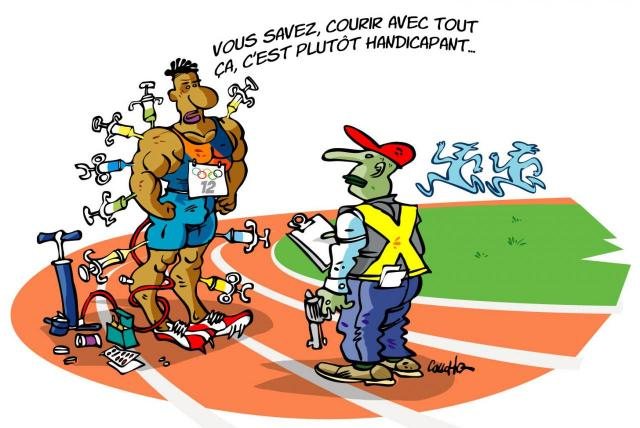 VOUS SAVEZ, COURIR AVEC TOUT
ÇA, C'EST PLUTÔT HANDICAPANT...
12